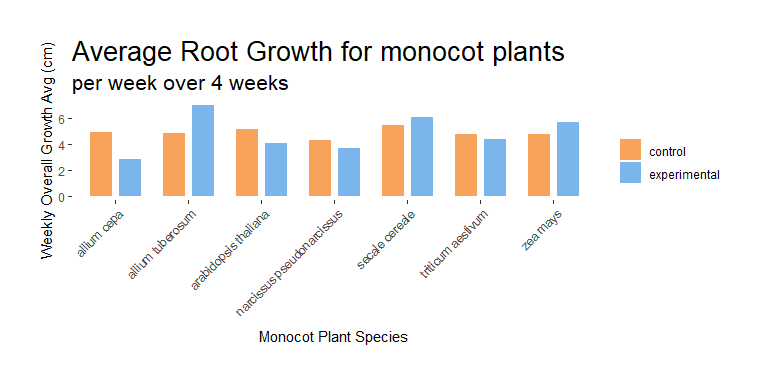 Average Root Growth for monocot plants
per week over 4 weeks
Weekly Overall Growth Avg (cm)
6
4
2
0
control
experimental
allium cepa
allium tuberosum
arabidopsis thaliana
narcissus pseudonarcissus
secale cereale
triticum aestivum
zea mays
Monocot Plant Species